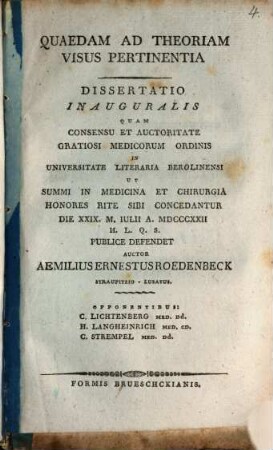 4.
QUAEDAM AD THEORIAM
VISUS PERTINENTIA
DISSERTATIO
INAUGURALIS
QUAM
CONSENSU ET AUCTORITATE
GRATIOSI MEDICORUM ORDINIS
IN
UNIVERSITATE LITERARIA BEROLINENSI
UT
SUMMI IN MEDICINA ET CHIRURGIA
HONORES RITE SIBI CONCEDANTUR
DIE XXIX. M. IULII A. MDCCCXXII
H. L. Q. S.
PUBLICE DEFENDET
AUCTOR
AEMILIUS ERNESTUS ROEDENBECK
STRAUPITIO-LUSATUS.
OPPONENTIBUS:
C. LICHTENBERG MED. Dd.
H. LANGHEINRICH MED. CD.
C. STREMPEL MED. Dd.
FORMIS BRUESCHCKIANIS.